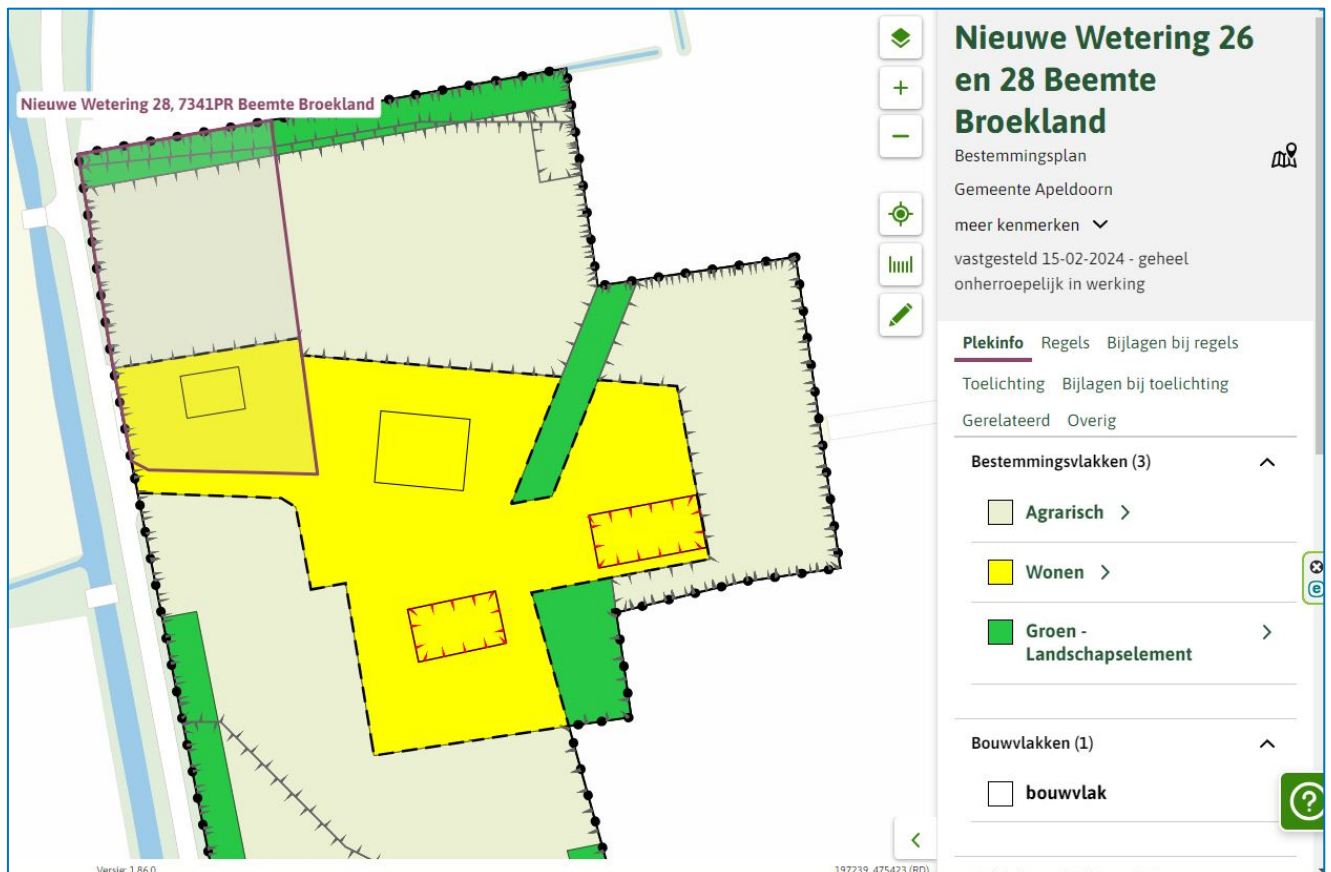 Nieuwe Wetering 28, 7341PR Beemte Broekland
Nieuwe Wetering 26
en 28 Beemte
Broekland
Bestemmingsplan
Gemeente Apeldoorn
meer kenmerken
vastgesteld 15-02-2024 - geheel
onherroepelijk in werking
Plekinfo Regels Bijlagen bij regels
Toelichting Bijlagen bij toelichting
Gerelateerd Overig
Bestemmingsvlakken (3)
Agrarisch
Wonen
Groen -
Landschapselement
Bouwvlakken (1)
bouwvlak
Versie: 1.86.0
197239, 475423 (RD)